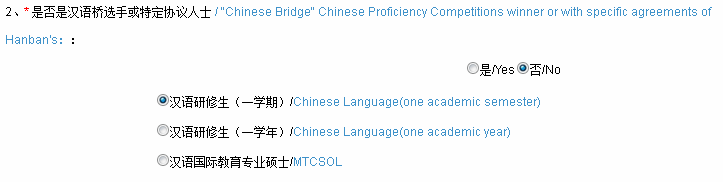 2、*是否是汉语桥选手或特定协议人士 / "Chinese Bridge" Chinese Proficiency Competitions winner or with specific agreements of
Hanban's: :
是/Yes 否/No
汉语研修生（一学期）/Chinese Language(one academic semester)
汉语研修生（一学年）/Chinese Language(one academic year)
汉语国际教育专业硕士/MTCSOL